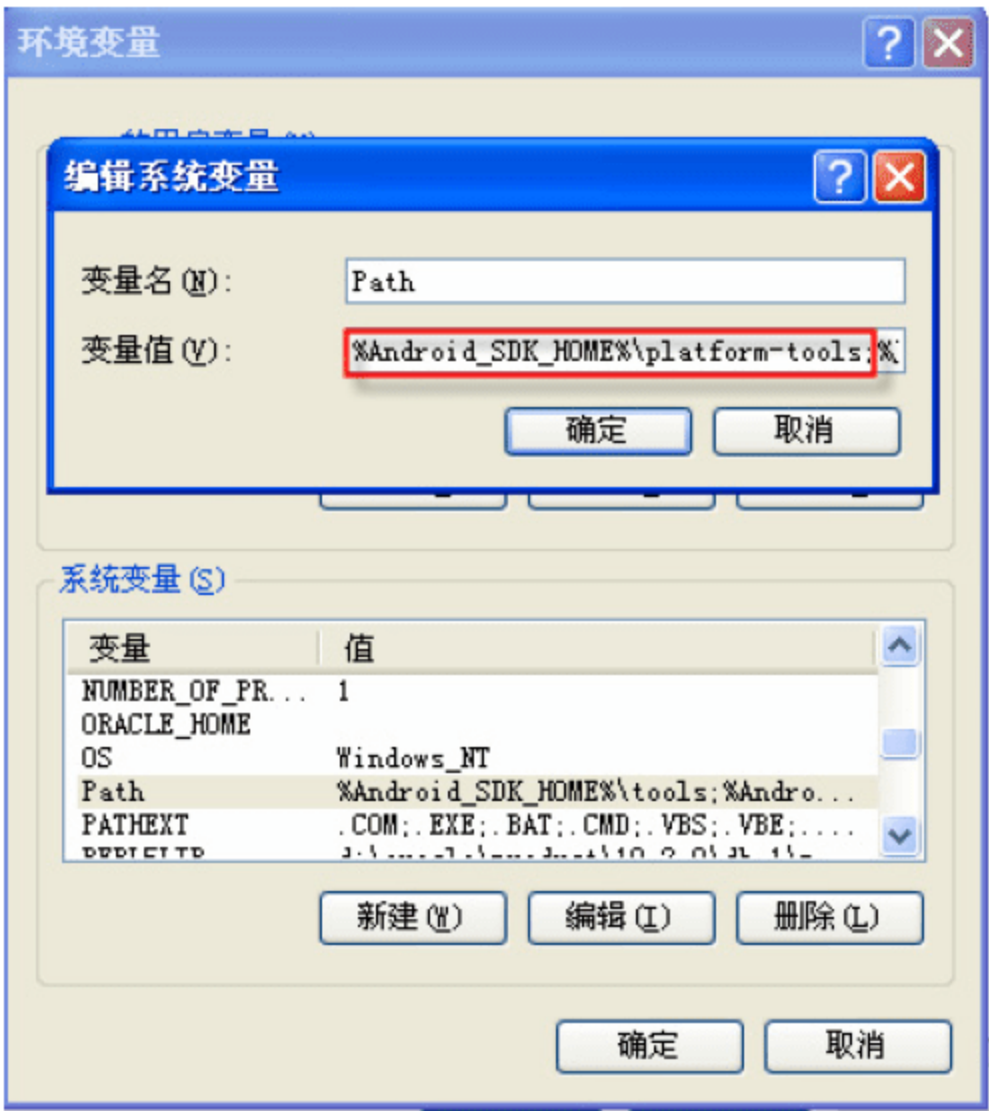 环境变量
编辑系统变量
变量名(N):
Path
变量值(V):
%Android_SDK_HOME%\platform-tools;%
确定
取消
系统变量(S)
变量 值
NUMBER_OF_PR... 1
ORACLE_HOME
OS Windows_NT
Path %Android_SDK_HOME%\tools;%Andro...
PATHEXT .COM;.EXE;.BAT;.CMD;.VBS;.VBE;....
新建(W)
编辑(I)
删除(L)
确定
取消